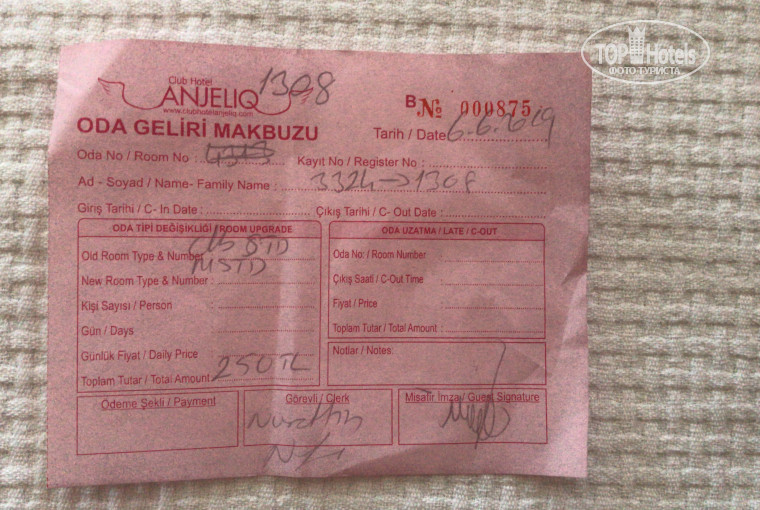 TOP Hotels
ФОТО ТУРИСТА
Club Hotel
ANJELIQ
www.clubhotelanjeliq.com
1308
B № 000875
ODA GELİRİ MAKBUZU
Tarih / Date
Oda No / Room No : Kayıt No / Register No :
Ad - Soyad / Name- Family Name : 3324→1308
Giriş Tarihi / C- In Date : Çıkış Tarihi / C- Out Date :
ODA TİPİ DEĞİŞİKLİĞİ / ROOM UPGRADE
Old Room Type & Number STD
New Room Type & Number : MSTD
Kişi Sayısı / Person :
Gün / Days :
Günlük Fiyat / Daily Price :
Toplam Tutar / Total Amount : 250TL
ODA UZATMA / LATE / C-OUT
Oda No: / Room Number
Çıkış Saati / C-Out Time
Fiyat / Price
Toplam Tutar / Total Amount :
Notlar / Notes:
Ödeme Şekli / Payment
Görevli / Clerk
Misafir İmza / Guest Signature